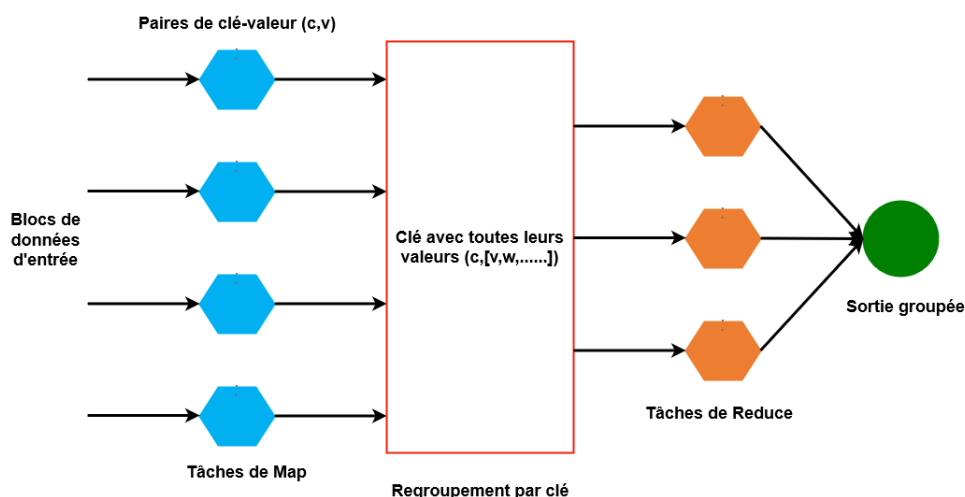 Paires de clé-valeur (c,v)
Blocs de
données
d'entrée
Clé avec toutes leurs
valeurs (c,[v,w,......])
Sortie groupée
Tâches de Reduce
Tâches de Map
Regroupement par clé